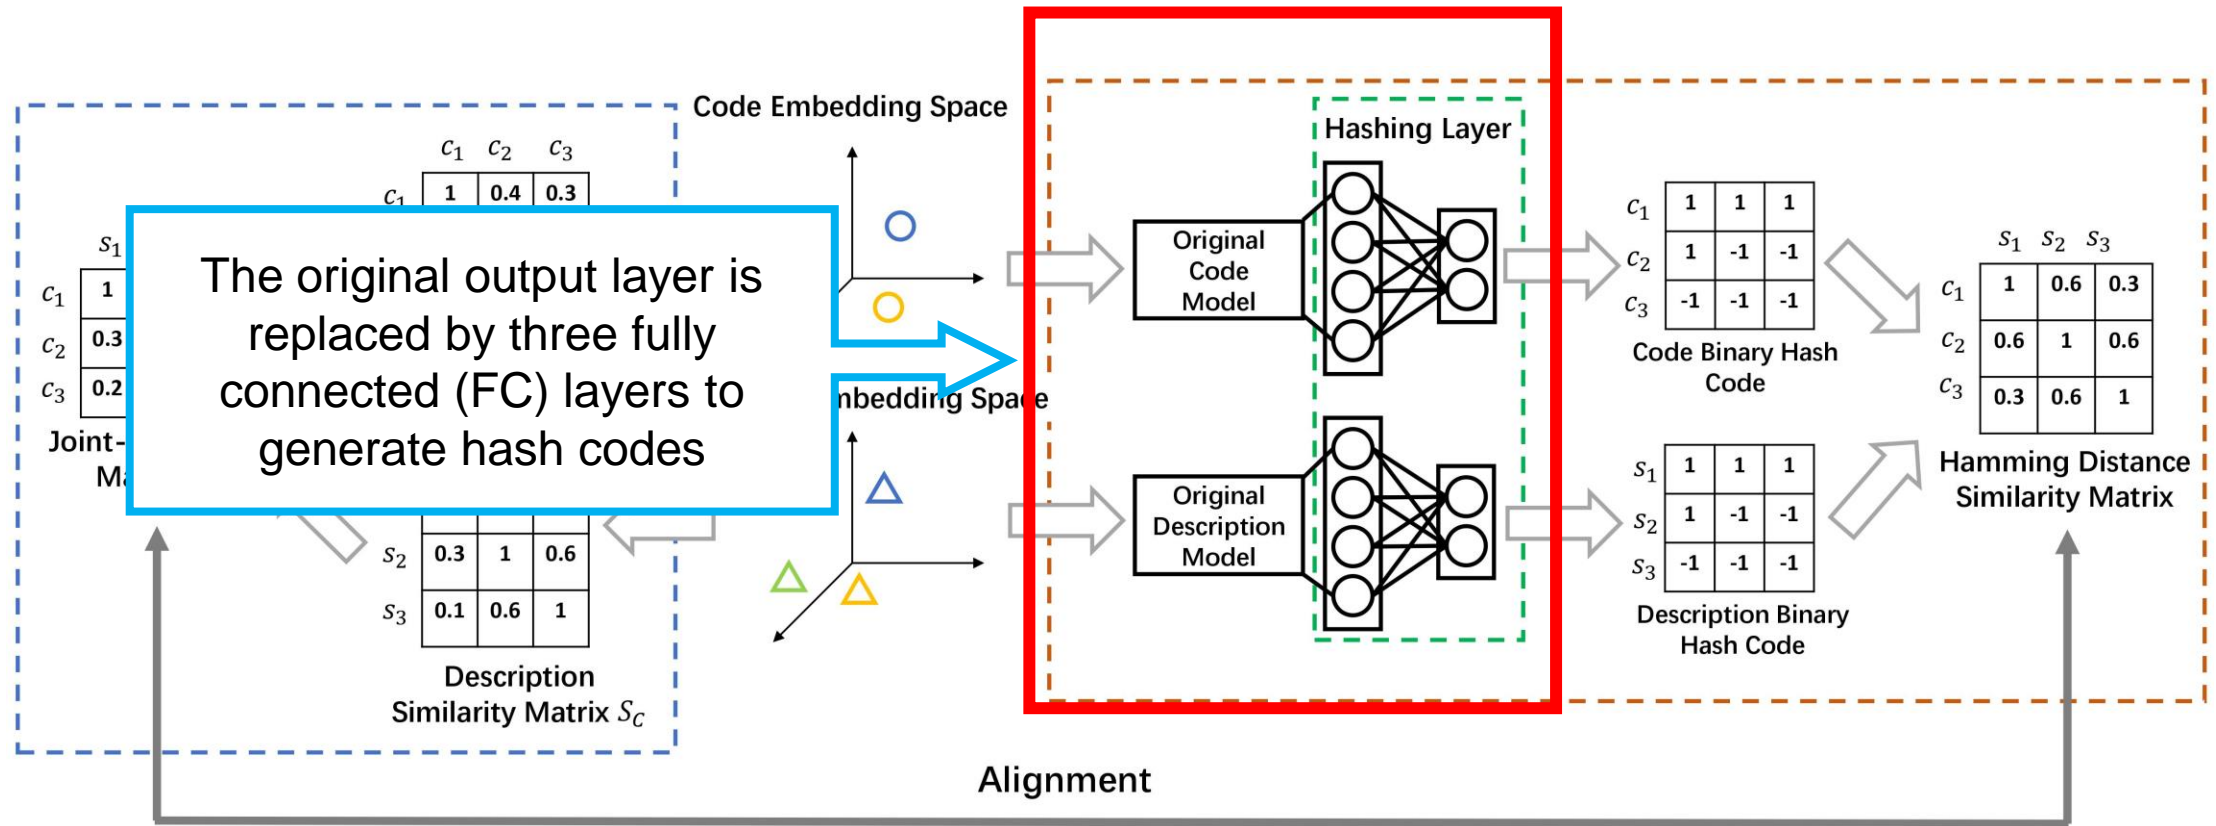 Code Embedding Space
c1 c2 c3
c1 1 0.4 0.3
s1
c1 1
c2 0.3
c3 0.2
Joint-
The original output layer is
replaced by three fully
connected (FC) layers to
generate hash codes
s2 0.3 1 0.6
s3 0.1 0.6 1
Description
Similarity Matrix SC
Space
Hashing Layer
Original
Code
Model
Original
Description
Model
c1 1 1 1
c2 1 -1 -1
c3 -1 -1 -1
Code Binary Hash
Code
s1 1 1 1
s2 1 -1 -1
s3 -1 -1 -1
Description Binary
Hash Code
s1 s2 s3
c1 1 0.6 0.3
c2 0.6 1 0.6
c3 0.3 0.6 1
Hamming Distance
Similarity Matrix
Alignment